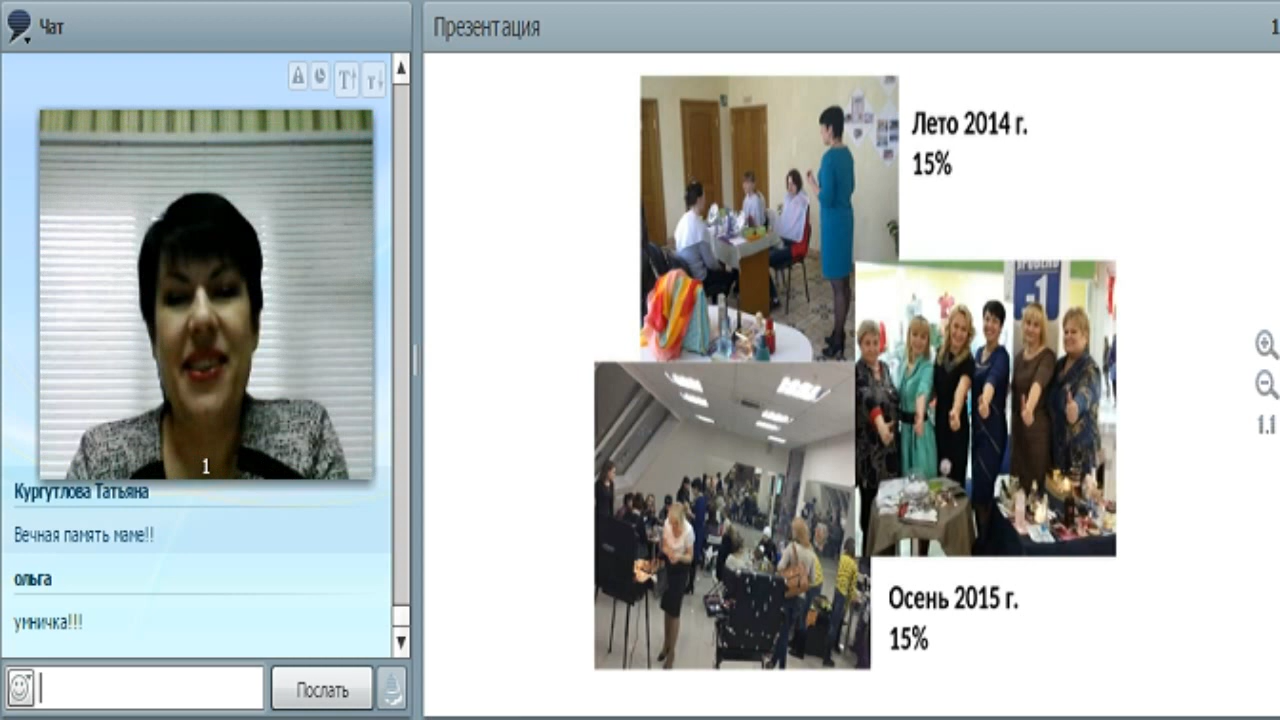 Чат
1
Кургутлова Татьяна
Вечная память маме!!
ольга
умничка!!!
Послать
Презентация
1
Лето 2014 г.
15%
-1
Осень 2015 г.
15%
1.1